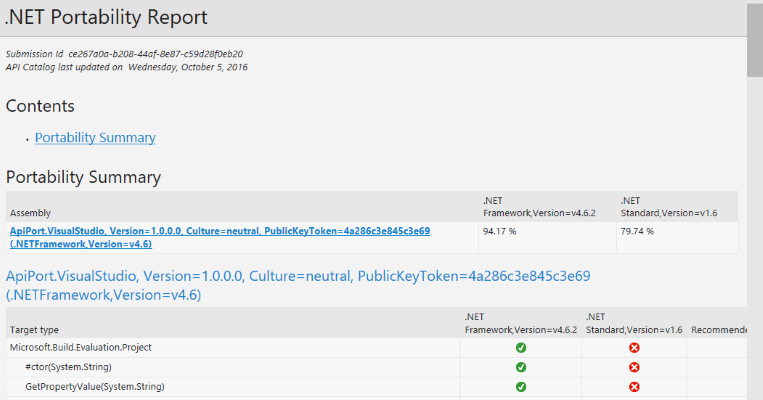 .NET Portability Report
Submission Id ce267a0a-b208-44af-8e87-c59d28f0eb20
API Catalog last updated on Wednesday, October 5, 2016
Contents
• Portability Summary
Portability Summary
Assembly .NET Framework,Version=v4.6.2 .NET Standard,Version=v1.6
ApiPort.VisualStudio, Version=1.0.0.0, Culture=neutral, PublicKeyToken=4a286c3e845c3e69 94.17 % 79.74 %
(.NETFramework,Version=v4.6)
ApiPort.VisualStudio, Version=1.0.0.0, Culture=neutral, PublicKeyToken=4a286c3e845c3e69
(.NETFramework,Version=v4.6)
Target type .NET Framework,Version=v4.6.2 .NET Standard,Version=v1.6 Recommende
Microsoft.Build.Evaluation.Project
#ctor(System.String)
GetPropertyValue(System.String)